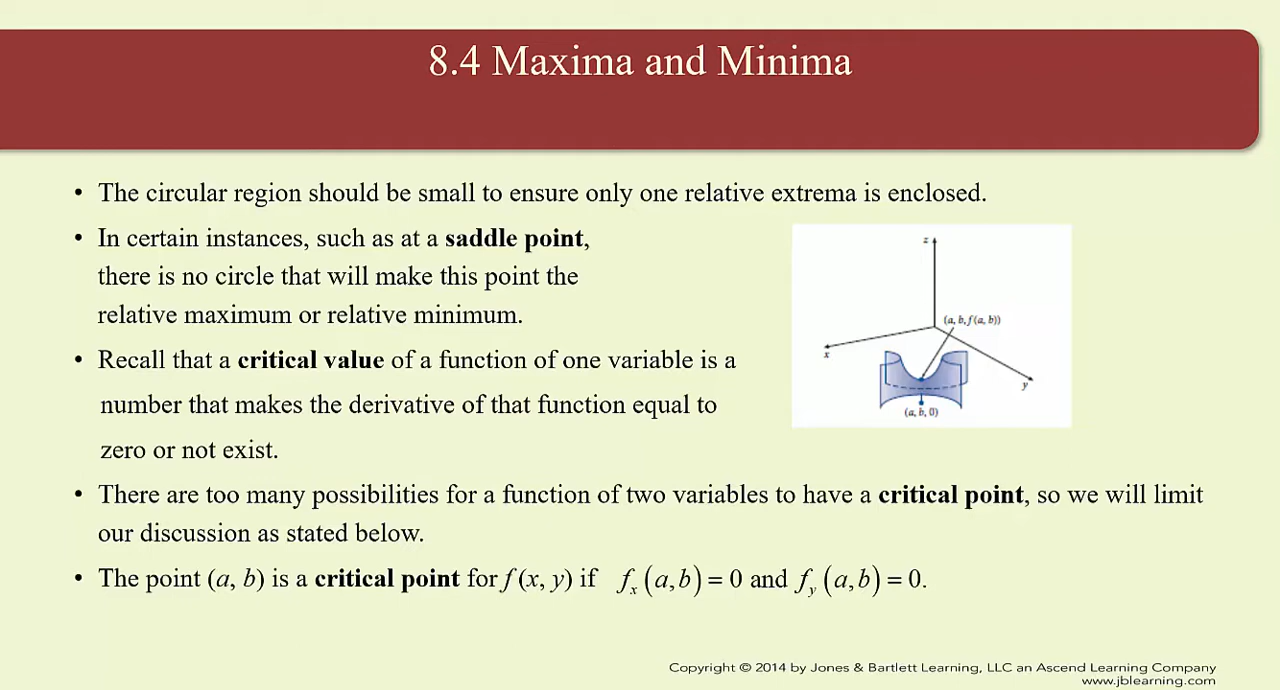 8.4 Maxima and Minima
• The circular region should be small to ensure only one relative extrema is enclosed.
• In certain instances, such as at a saddle point,
there is no circle that will make this point the
relative maximum or relative minimum.
z
(a, b, f(a, b))
x
y
(a, b, 0)
• Recall that a critical value of a function of one variable is a
number that makes the derivative of that function equal to
zero or not exist.
• There are too many possibilities for a function of two variables to have a critical point, so we will limit
our discussion as stated below.
• The point (a, b) is a critical point for f (x, y) if fₓ(a,b) = 0 and f_y(a,b) = 0.
Copyright © 2014 by Jones & Bartlett Learning, LLC an Ascend Learning Company
www.jblearning.com